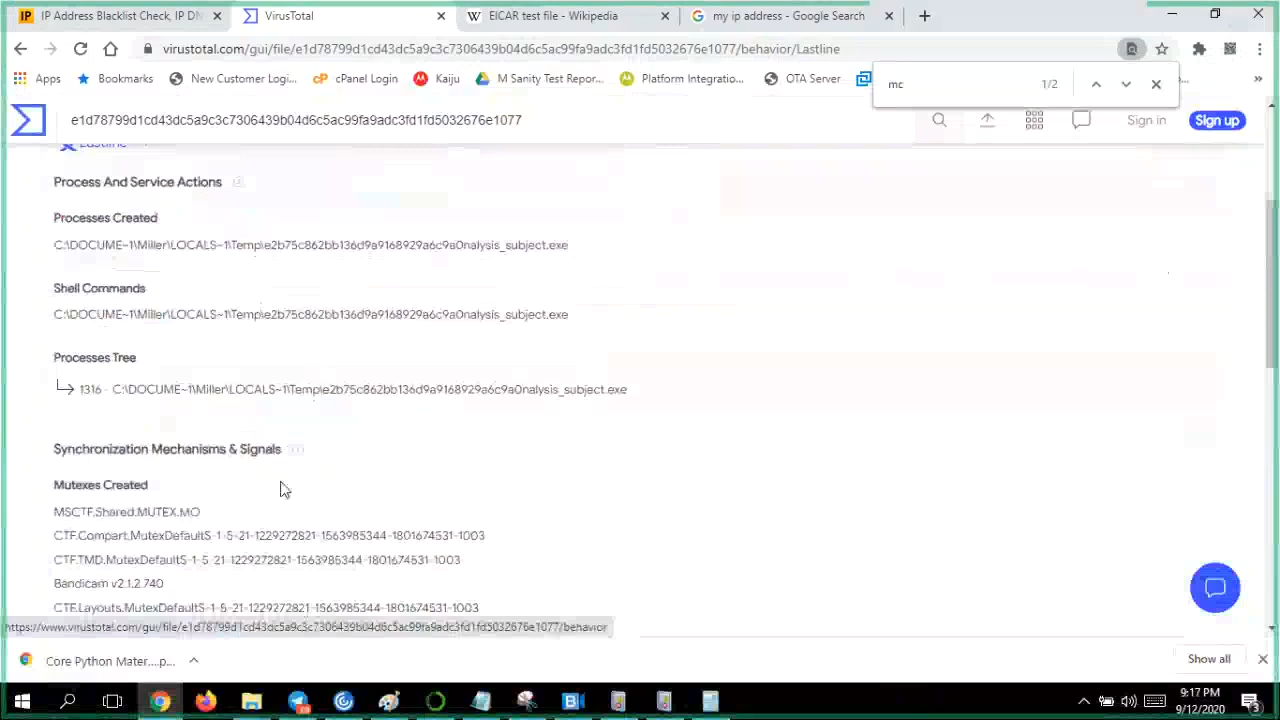 IP Address Blacklist Check, IP DN
VirusTotal
EICAR test file - Wikipedia
my ip address - Google Search
virustotal.com/gui/file/e1d78799d1cd43dc5a9c3c7306439b04d6c5ac99fa9adc3fd1fd5032676e1077/behavior/Lastline
Apps
Bookmarks
New Customer Logi...
cPanel Login
Kaiju
M Sanity Test Repor...
Platform Integratio...
OTA Server
mc
1/2
e1d78799d1cd43dc5a9c3c7306439b04d6c5ac99fa9adc3fd1fd5032676e1077
Sign in
Sign up
Lastline
Process And Service Actions
Processes Created
C:\DOCUME~1\Miller\LOCALS~1\Temp\e2b75c862bb136d9a9168929a6c9a0nalysis_subject.exe
Shell Commands
C:\DOCUME~1\Miller\LOCALS~1\Temp\e2b75c862bb136d9a9168929a6c9a0nalysis_subject.exe
Processes Tree
1316 - C:\DOCUME~1\Miller\LOCALS~1\Temp\e2b75c862bb136d9a9168929a6c9a0nalysis_subject.exe
Synchronization Mechanisms & Signals
Mutexes Created
MSCTF.Shared.MUTEX.MO
CTF.Compart.MutexDefaultS-1-5-21-1229272821-1563985344-1801674531-1003
CTF.TMD.MutexDefaultS-1-5-21-1229272821-1563985344-1801674531-1003
Bandicam v2.1.2.740
CTF.Layouts.MutexDefaultS-1-5-21-1229272821-1563985344-1801674531-1003
https://www.virustotal.com/gui/file/e1d78799d1cd43dc5a9c3c7306439b04d6c5ac99fa9adc3fd1fd5032676e1077/behavior
Core Python Mater....p...
Show all
9:17 PM
9/12/2020